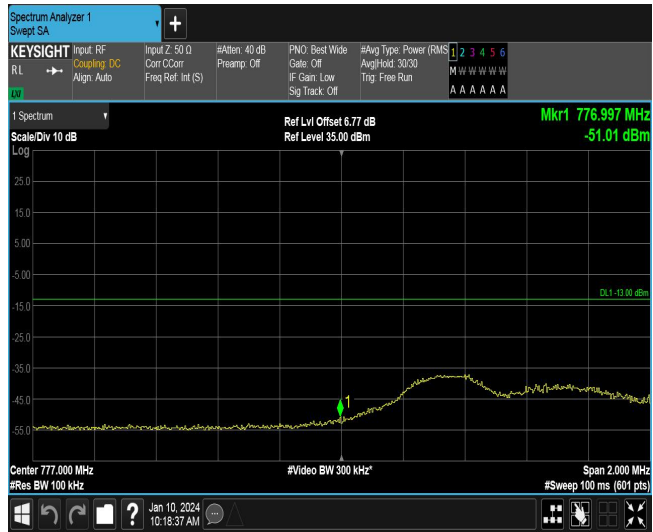 Spectrum Analyzer 1
Swept SA
+
KEYSIGHT
RL
LXI
Input: RF
Coupling: DC
Align: Auto
Input Z: 50 Ω
Corr CCorr
Freq Ref: Int (S)
#Atten: 40 dB
Preamp: Off
PNO: Best Wide
Gate: Off
IF Gain: Low
Sig Track: Off
#Avg Type: Power (RMS
Avg|Hold: 30/30
Trig: Free Run
1 2 3 4 5 6
M W W W W W
A A A A A A
1 Spectrum
Scale/Div 10 dB
Log
Ref Lvl Offset 6.77 dB
Ref Level 35.00 dBm
Mkr1 776.997 MHz
-51.01 dBm
25.0
15.0
5.00
-5.00
DL1 -13.00 dBm
-15.0
-25.0
-35.0
-45.0
1
-55.0
Center 777.000 MHz
#Res BW 100 kHz
#Video BW 300 kHz*
Span 2.000 MHz
#Sweep 100 ms (601 pts)
?
Jan 10, 2024
10:18:37 AM